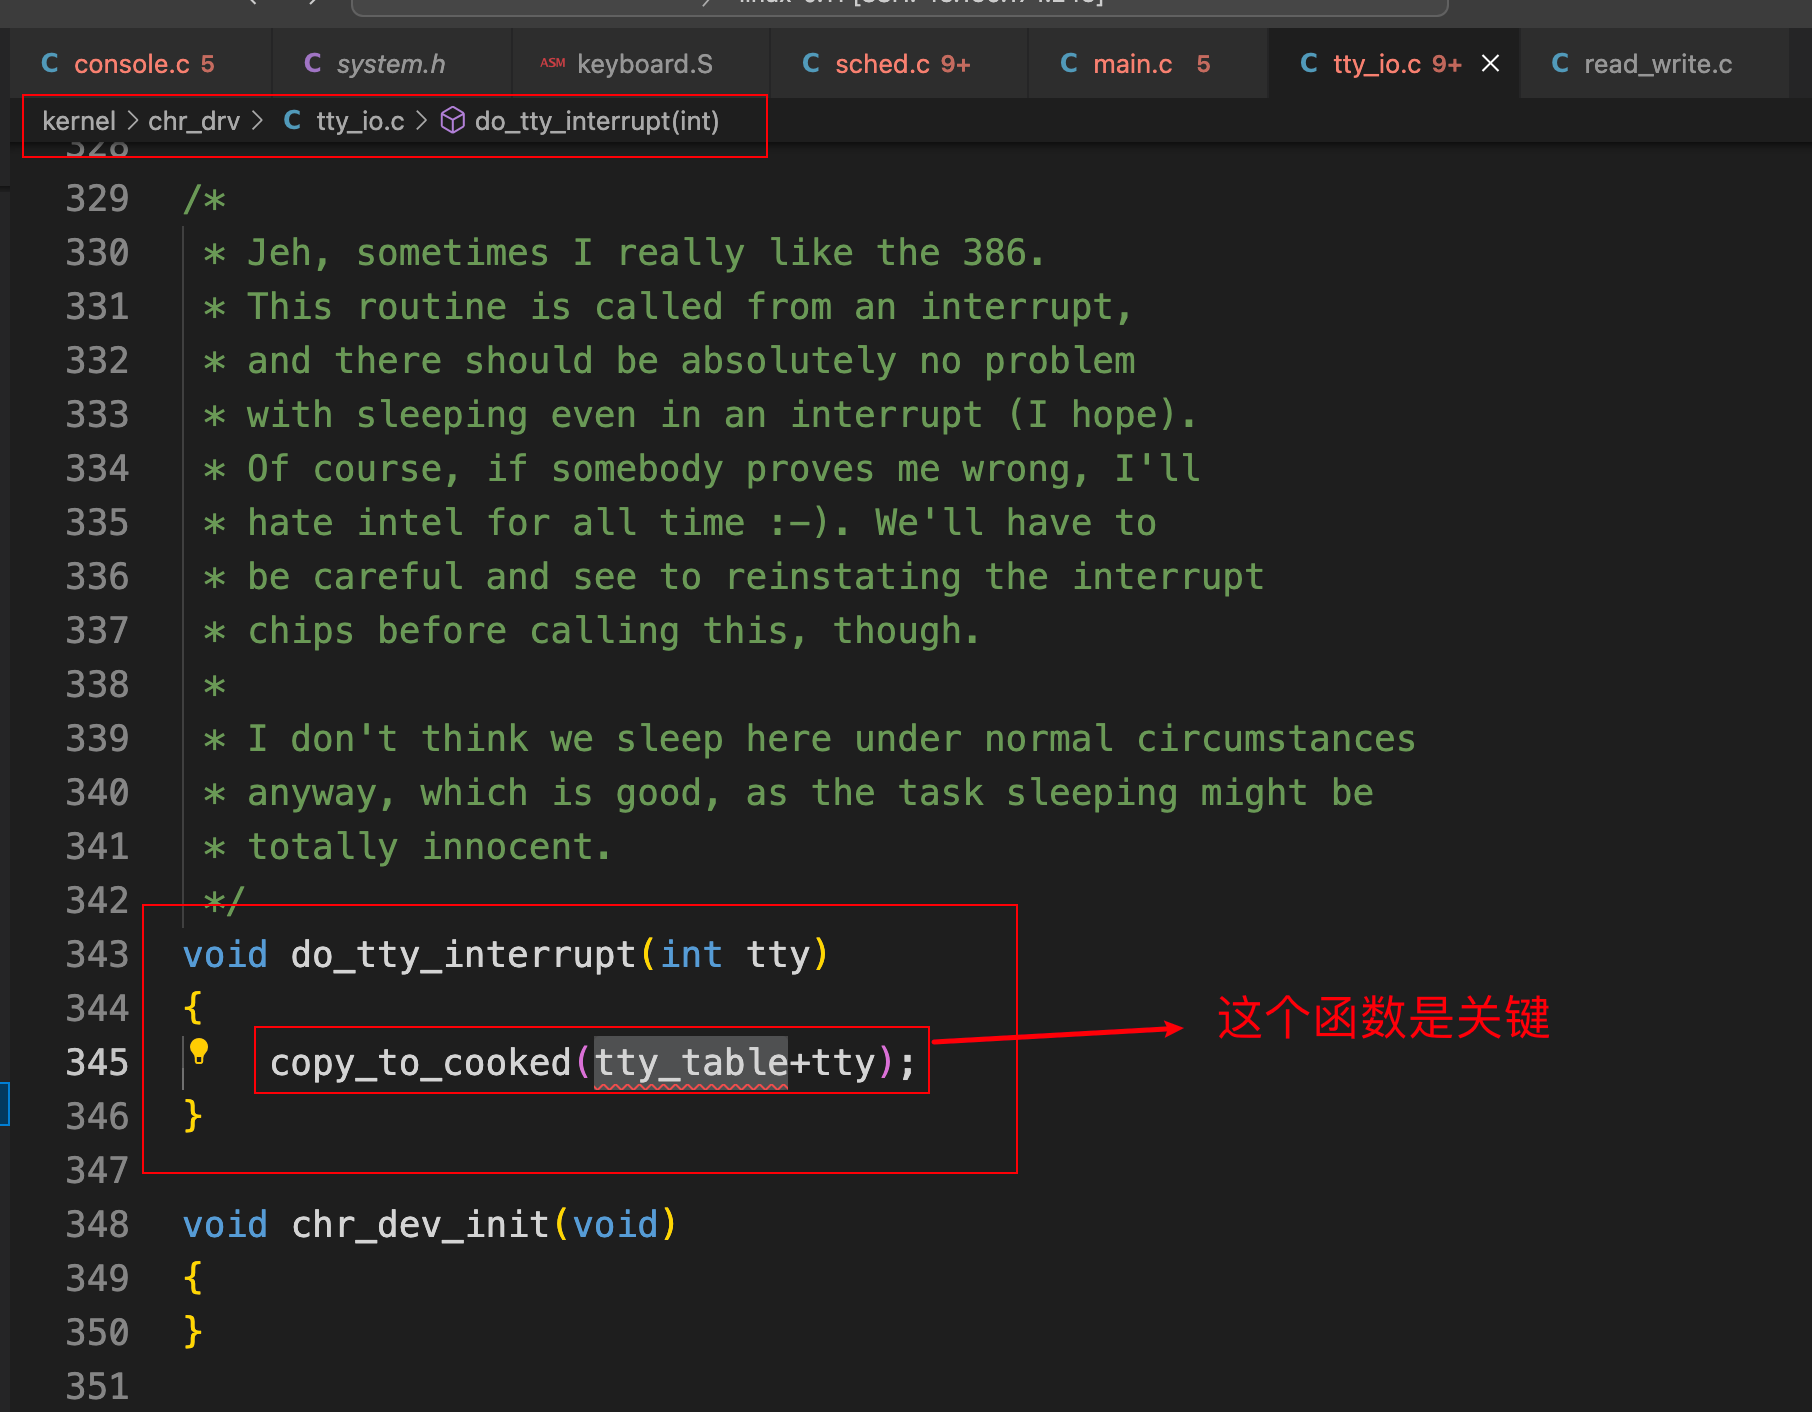 C console.c 5 C system.h ASM keyboard.S C sched.c 9+ C main.c 5 C tty_io.c 9+ × C read_write.c
kernel > chr_drv > C tty_io.c > do_tty_interrupt(int)
328
329 /*
330 * Jeh, sometimes I really like the 386.
331 * This routine is called from an interrupt,
332 * and there should be absolutely no problem
333 * with sleeping even in an interrupt (I hope).
334 * Of course, if somebody proves me wrong, I'll
335 * hate intel for all time :-). We'll have to
336 * be careful and see to reinstating the interrupt
337 * chips before calling this, though.
338 *
339 * I don't think we sleep here under normal circumstances
340 * anyway, which is good, as the task sleeping might be
341 * totally innocent.
342 */
343 void do_tty_interrupt(int tty)
344 {
345 copy_to_cooked(tty_table+tty);
这个函数是关键
346 }
347
348 void chr_dev_init(void)
349 {
350 }
351